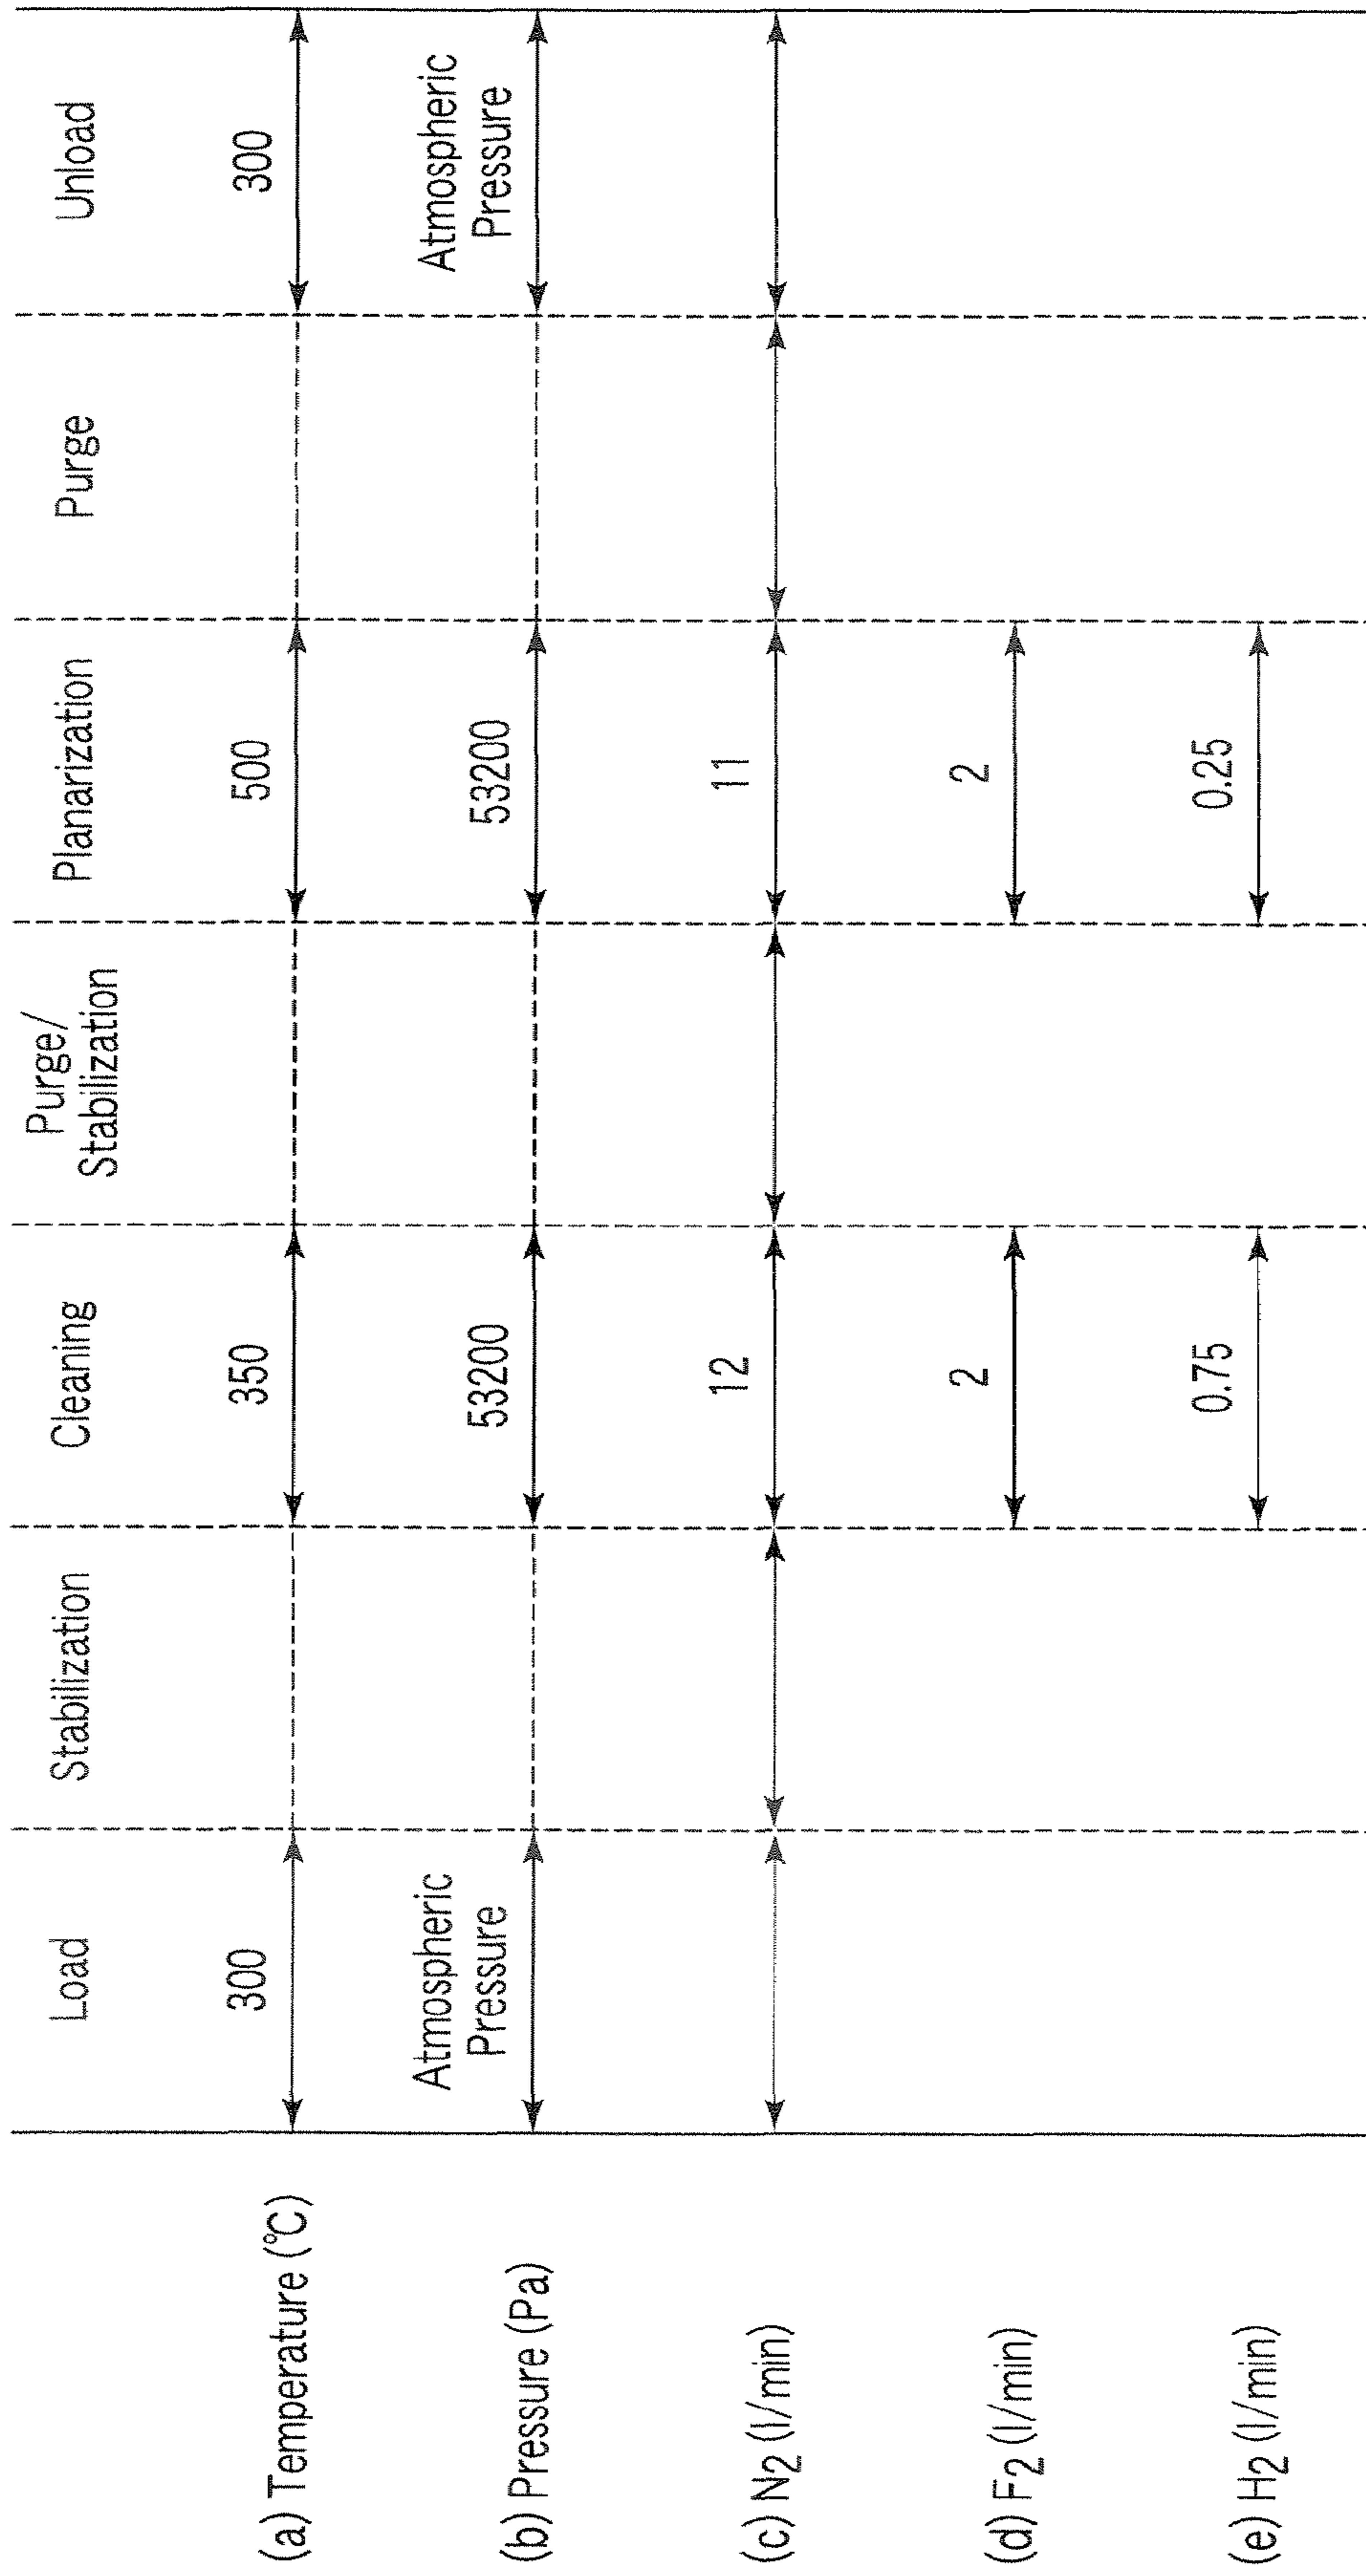 Load
Stabilization
Cleaning
Purge/
Stabilization
Planarization
Purge
Unload
(a) Temperature (°C)
300
350
500
300
(b) Pressure (Pa)
Atmospheric
Pressure
53200
53200
Atmospheric
Pressure
(c) N2 (l/min)
12
11
(d) F2 (l/min)
2
2
(e) H2 (l/min)
0.75
0.25